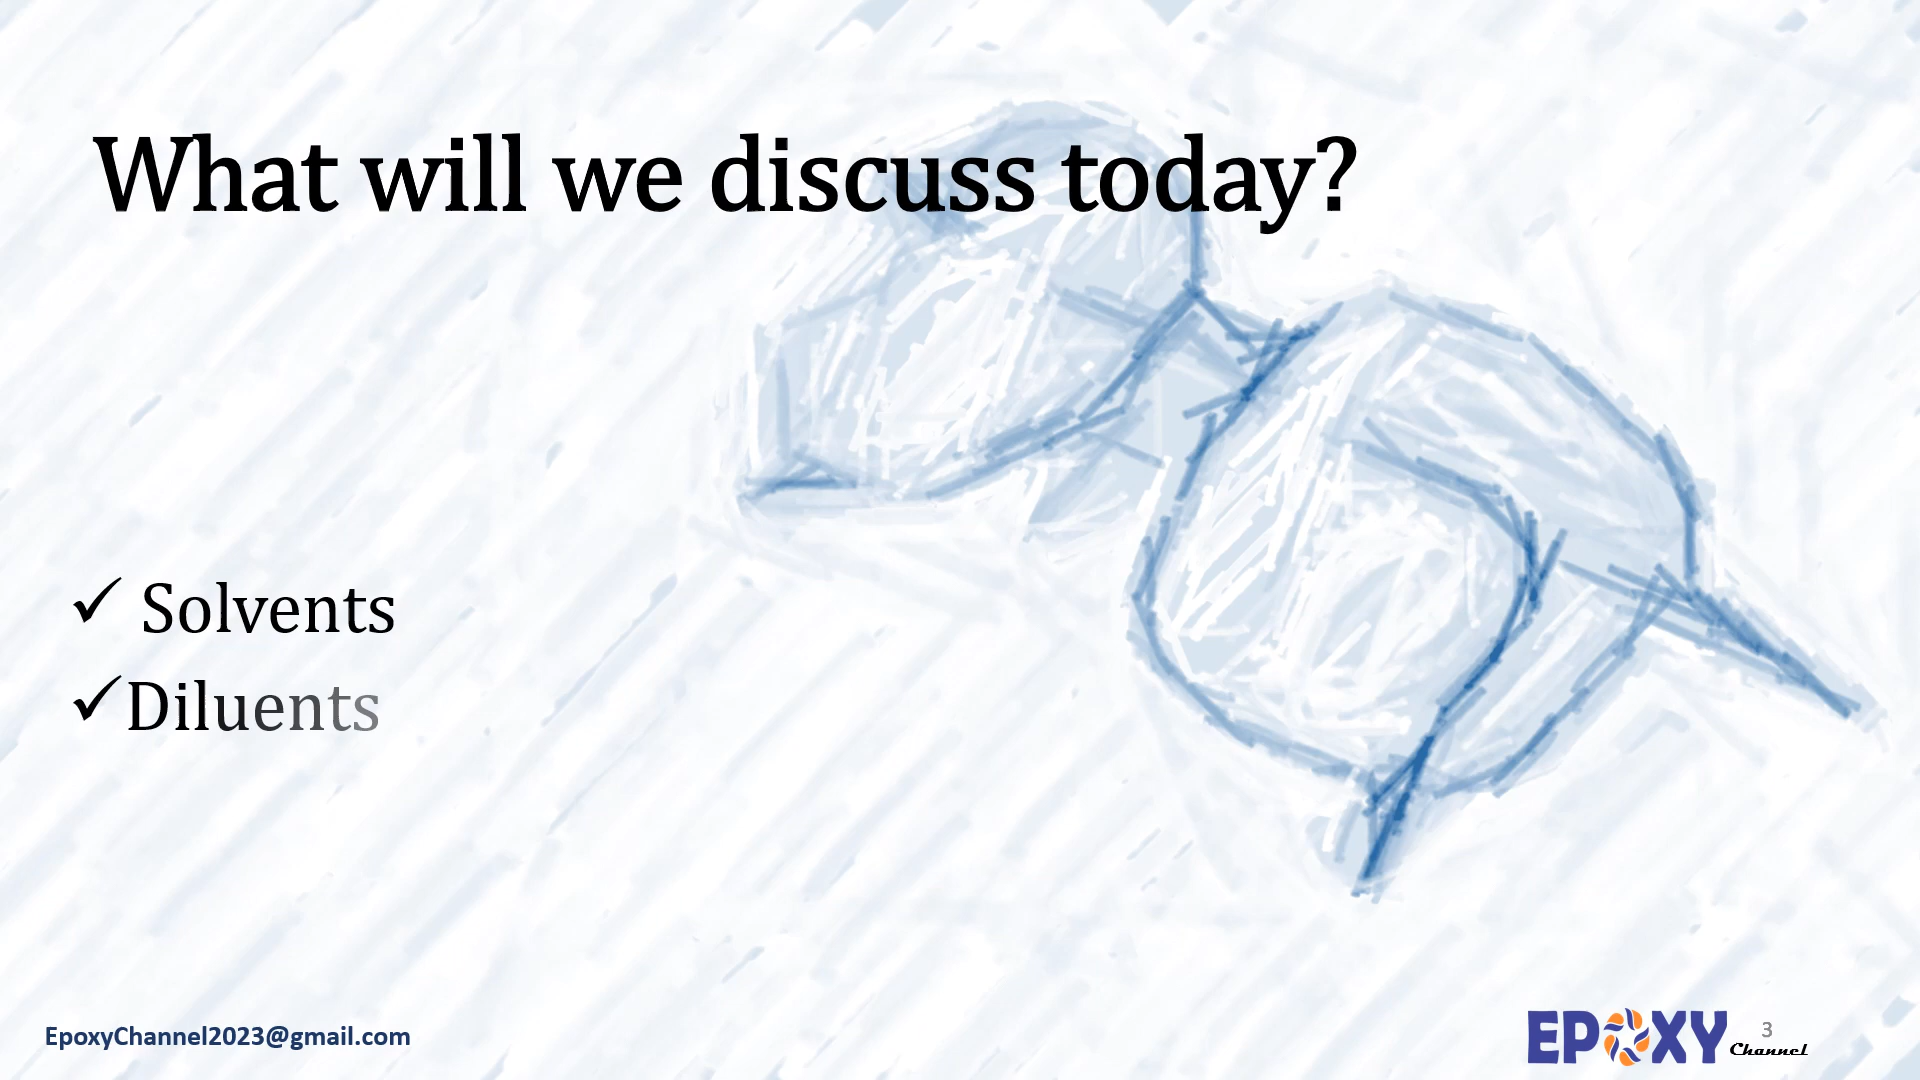 What will we discuss today?
✓ Solvents
✓Diluents
EpoxyChannel2023@gmail.com
EPOXY Channel
3